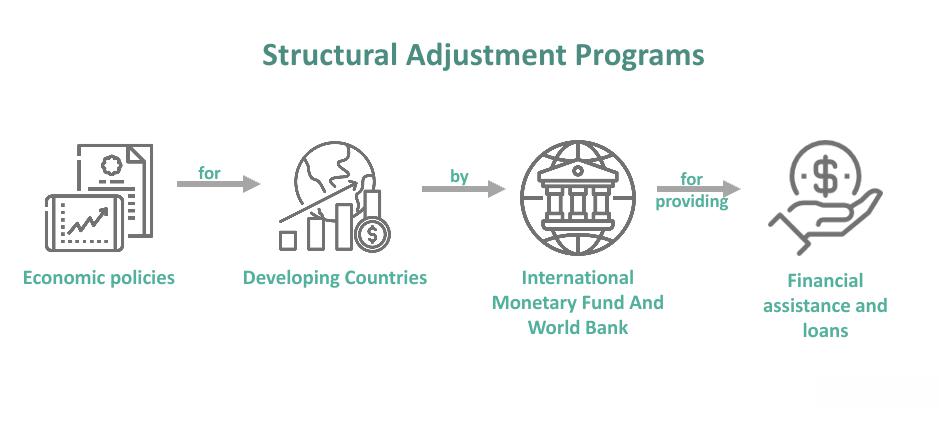 Structural Adjustment Programs
for
by
for
providing
Economic policies
Developing Countries
International
Monetary Fund And
World Bank
Financial
assistance and
loans